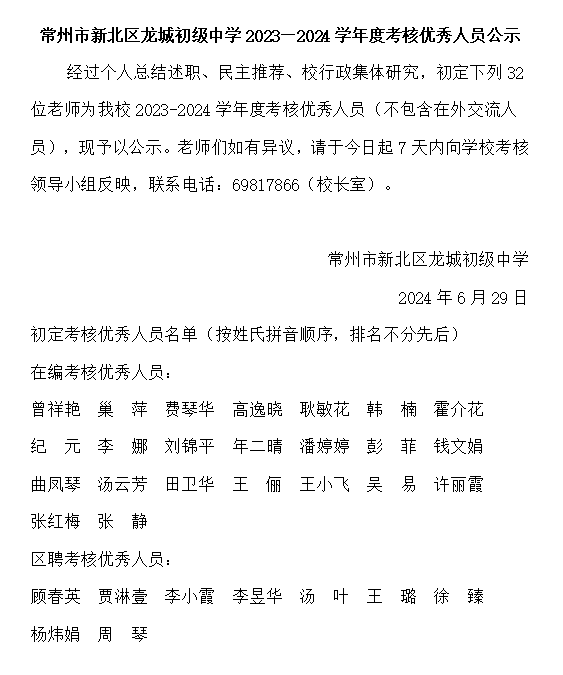 常州市新北区龙城初级中学 2023—2024 学年度考核优秀人员公示
经过个人总结述职、民主推荐、校行政集体研究，初定下列 32
位老师为我校 2023-2024 学年度考核优秀人员（不包含在外交流人
员），现予以公示。老师们如有异议，请于今日起 7 天内向学校考核
领导小组反映，联系电话：69817866（校长室）。
常州市新北区龙城初级中学
2024 年 6 月 29 日
初定考核优秀人员名单（按姓氏拼音顺序，排名不分先后）
在编考核优秀人员：
曾祥艳 巢 萍 费琴华 高逸晓 耿敏花 韩 楠 霍介花
纪 元 李 娜 刘锦平 年二晴 潘婷婷 彭 菲 钱文娟
曲凤琴 汤云芳 田卫华 王 俪 王小飞 吴 易 许丽霞
张红梅 张 静
区聘考核优秀人员：
顾春英 贾淋壹 李小霞 李昱华 汤 叶 王 璐 徐 臻
杨炜娟 周 琴